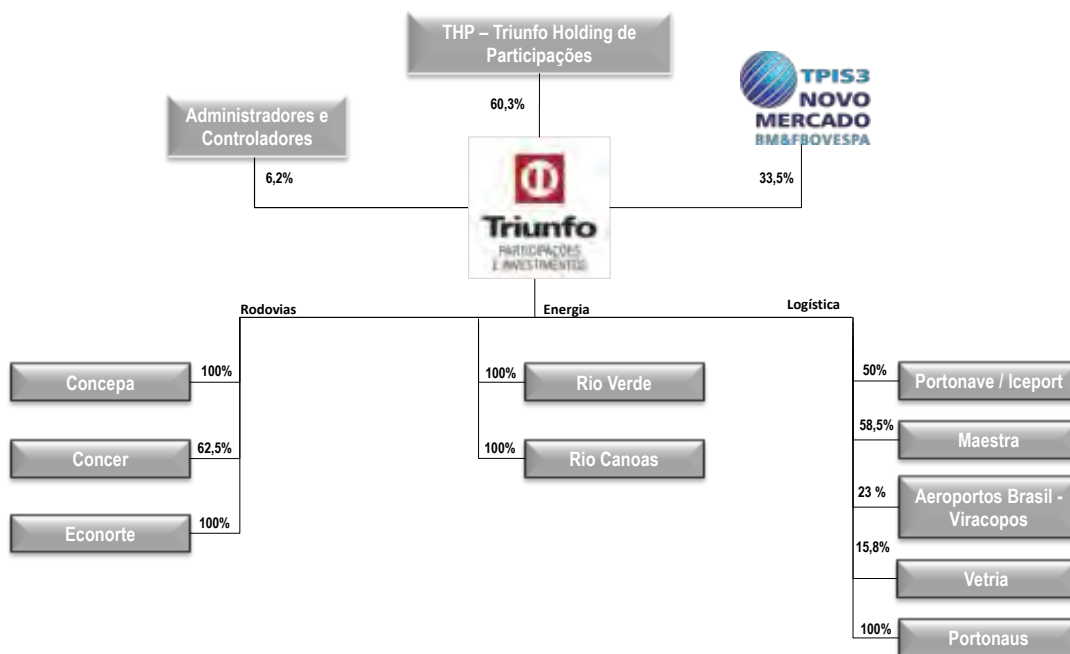 THP – Triunfo Holding de
Participações
60,3%
Administradores e
Controladores
6,2%
TPIS3
NOVO
MERCADO
BM&FBOVESPA
33,5%
Triunfo
PARTICIPAÇÕES
E INVESTIMENTOS
Rodovias
Energia
Logística
100%
Concepa
62,5%
Concer
100%
Econorte
100%
Rio Verde
100%
Rio Canoas
50%
Portonave / Iceport
58,5%
Maestra
23 %
Aeroportos Brasil -
Viracopos
15,8%
Vetria
100%
Portonaus